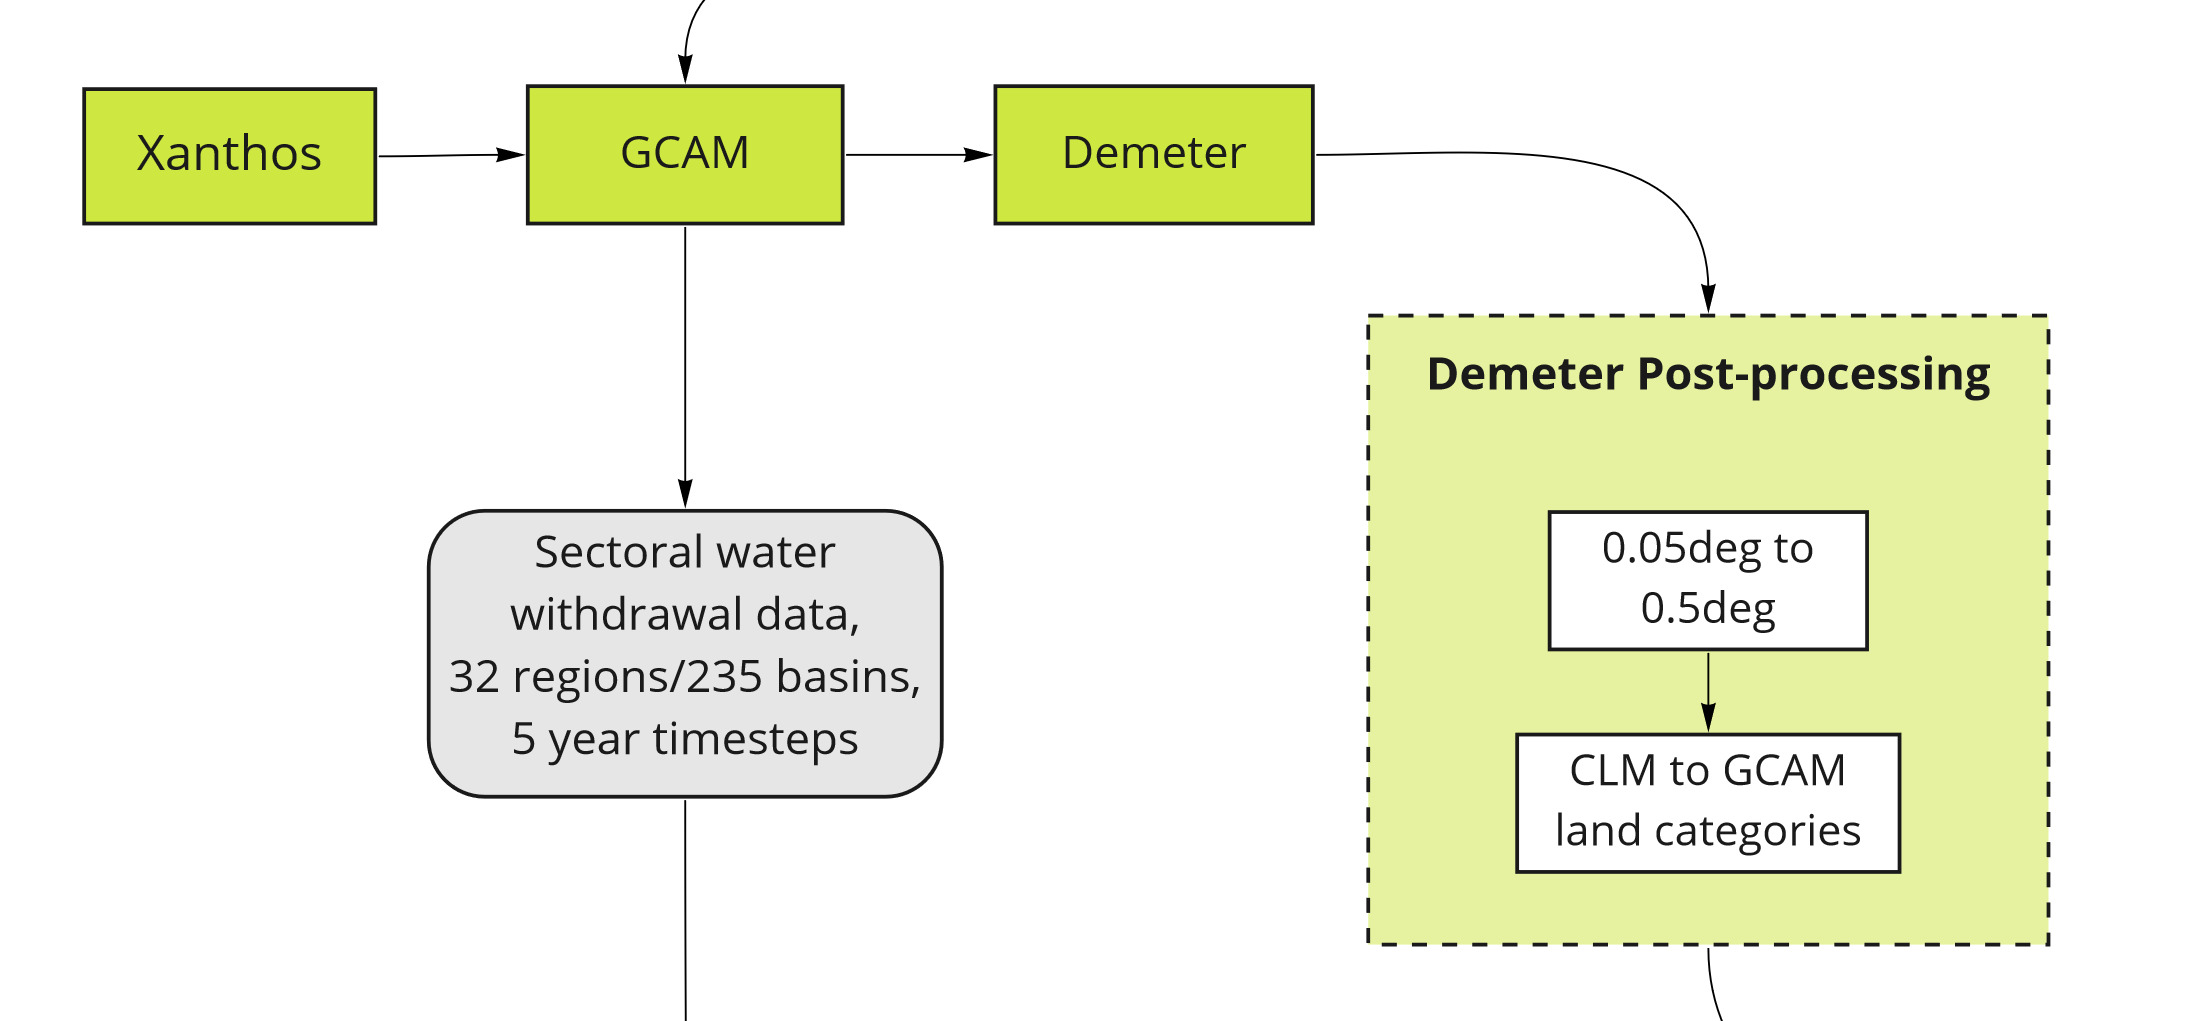 Xanthos
GCAM
Demeter
Demeter Post-processing
Sectoral water
withdrawal data,
32 regions/235 basins,
5 year timesteps
0.05deg to
0.5deg
CLM to GCAM
land categories